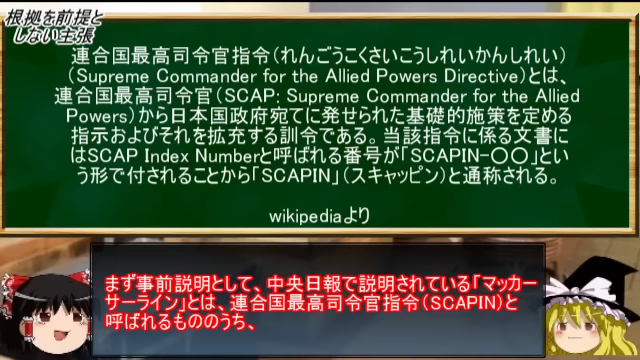 根拠を前提と
しない主張
連合国最高司令官指令（れんごうこくさいこうしれいかんしれい）
（Supreme Commander for the Allied Powers Directive）とは、
連合国最高司令官（SCAP: Supreme Commander for the Allied
Powers）から日本国政府宛てに発せられた基礎的施策を定める
指示およびそれを拡充する訓令である。当該指令に係る文書に
はSCAP Index Numberと呼ばれる番号が「SCAPIN-〇〇」とい
う形で付されることから「SCAPIN」（スキャッピン）と通称される。
wikipediaより
まず事前説明として、中央日報で説明されている「マッカー
サーライン」とは、連合国最高司令官指令（SCAPIN）と
呼ばれるもののうち、